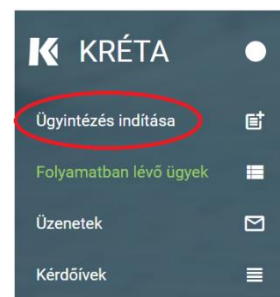 KRÉTA
Ügyintézés indítása
Folyamatban lévő ügyek
Üzenetek
Kérdőívek